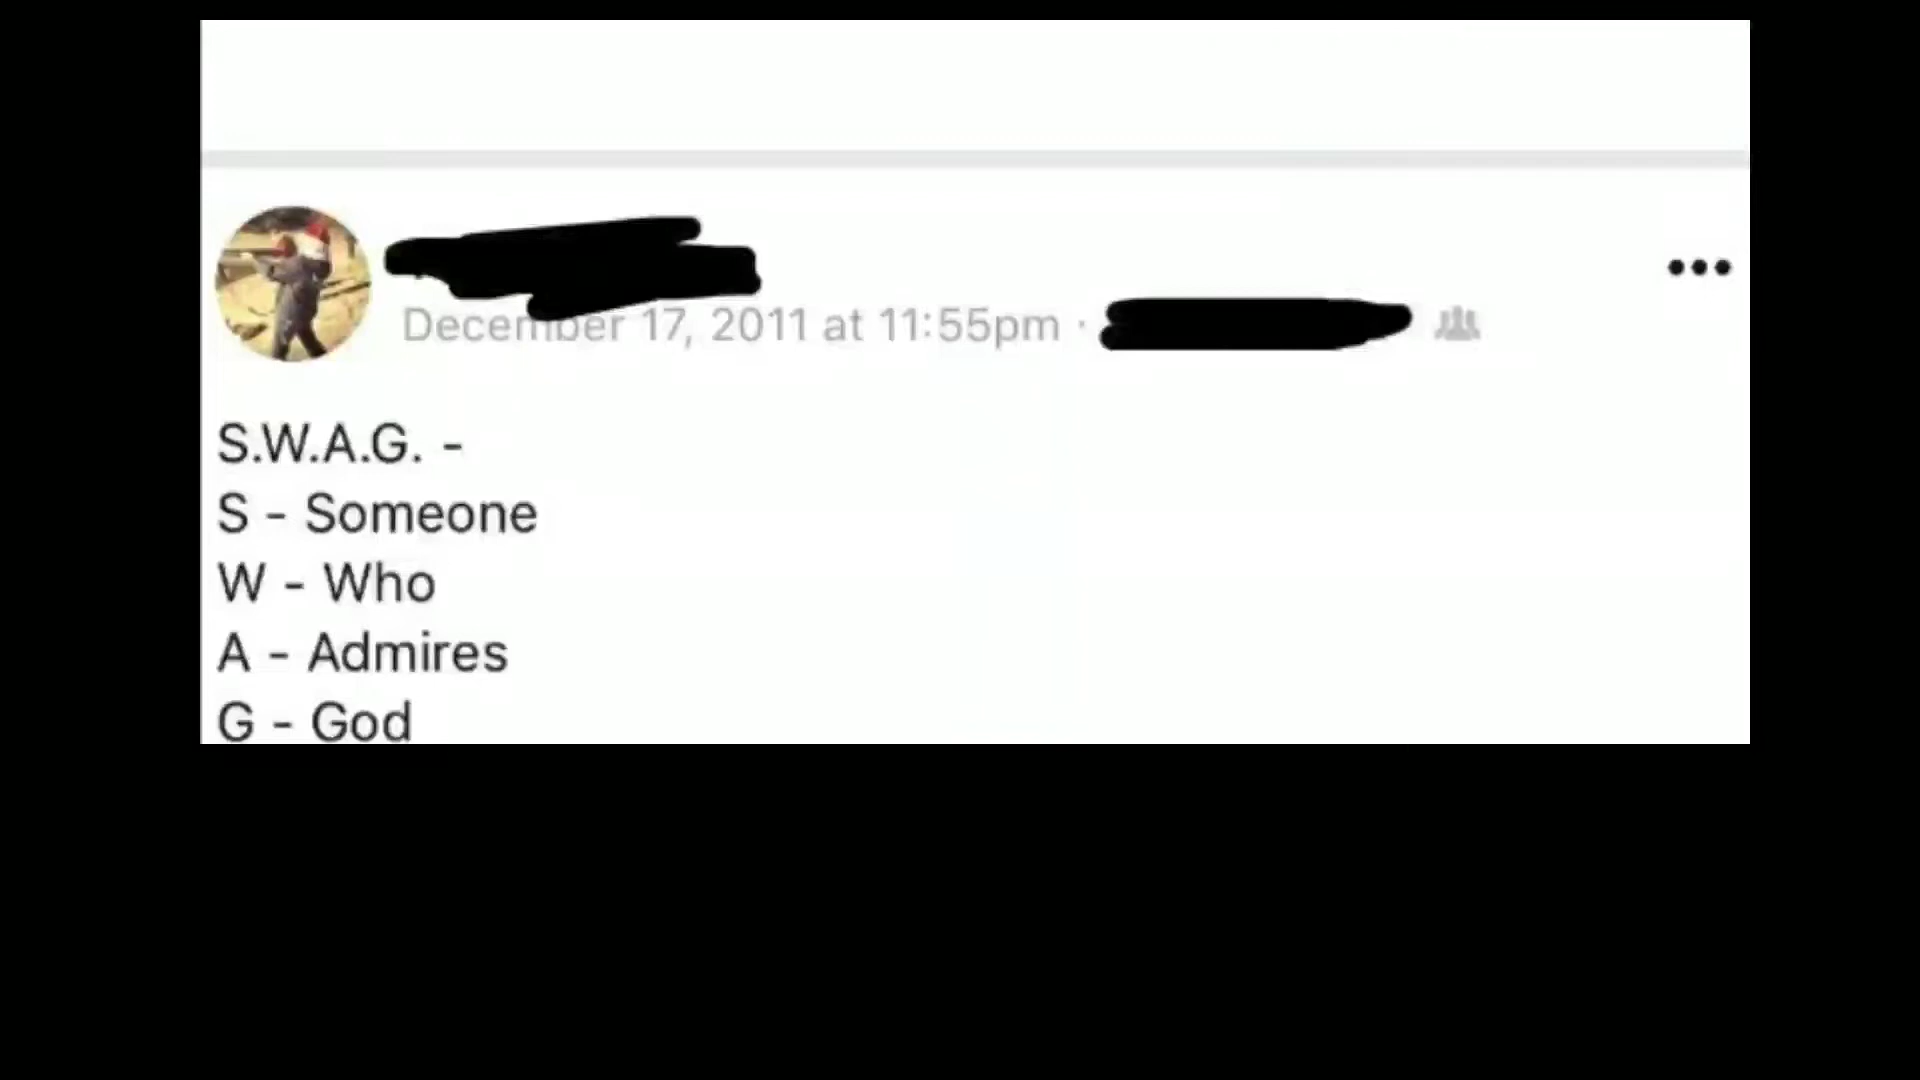 December 17, 2011 at 11:55pm ·
S.W.A.G. -
S - Someone
W - Who
A - Admires
G - God